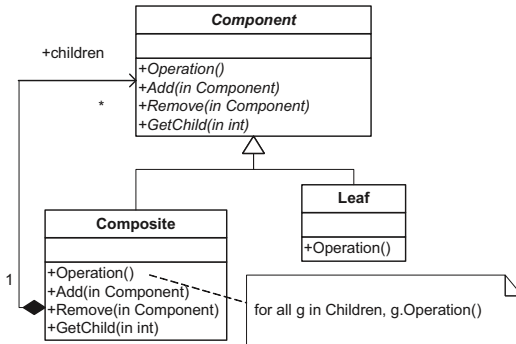 Component
+children
+Operation()
+Add(in Component)
+Remove(in Component)
+GetChild(in int)
*
Composite
Leaf
+Operation()
+Add(in Component)
+Remove(in Component)
+GetChild(in int)
+Operation()
1
for all g in Children, g.Operation()